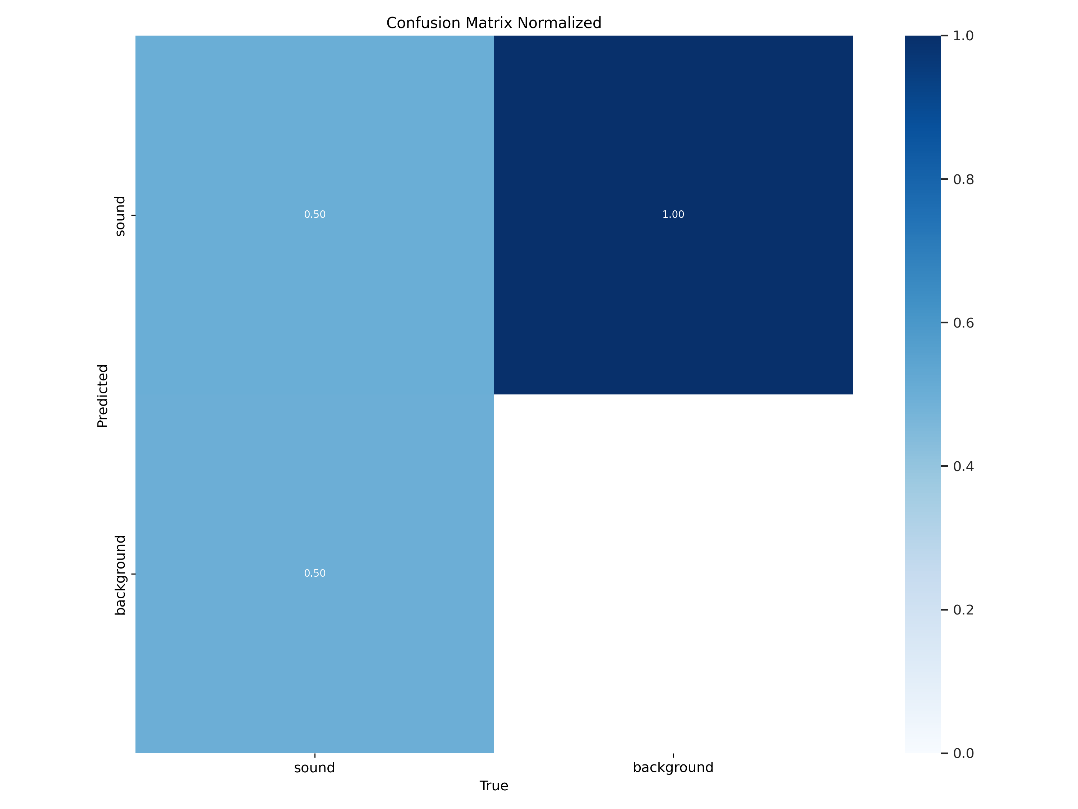 Confusion Matrix Normalized
sound
background
Predicted
0.50
1.00
0.50
sound
background
True
1.0
0.8
0.6
0.4
0.2
0.0